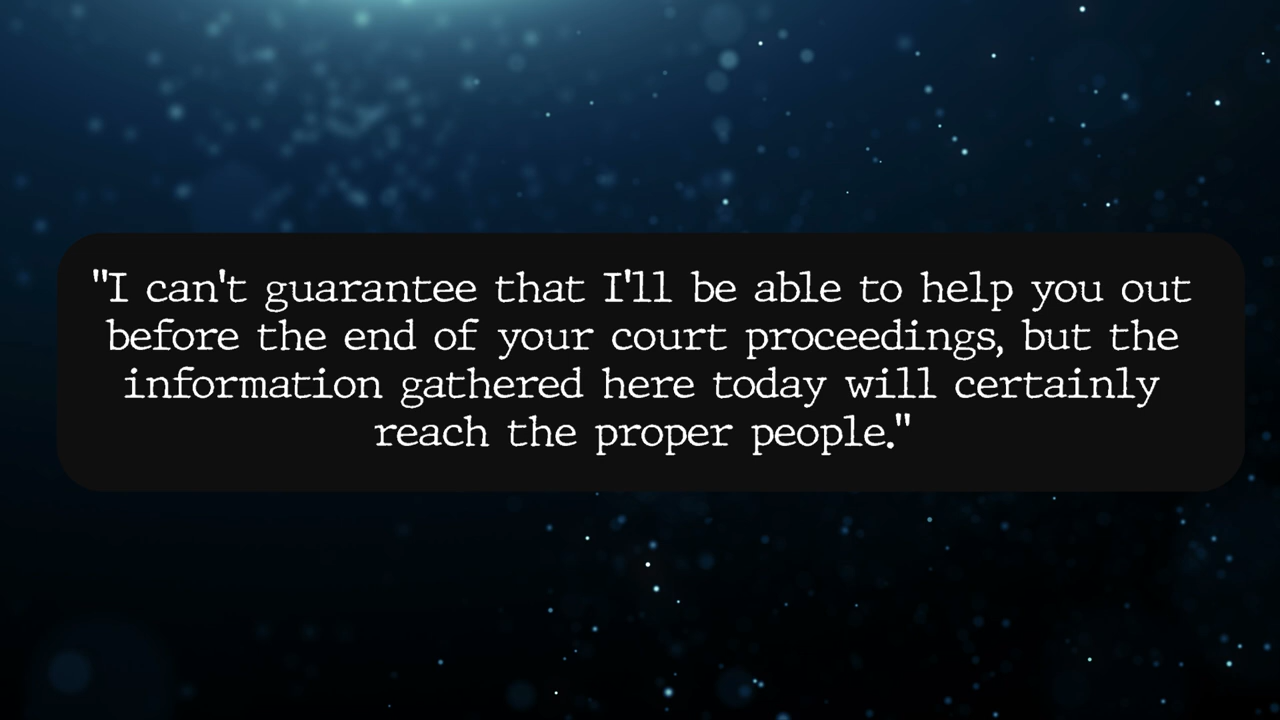 "I can't guarantee that I'll be able to help you out
before the end of your court proceedings, but the
information gathered here today will certainly
reach the proper people."